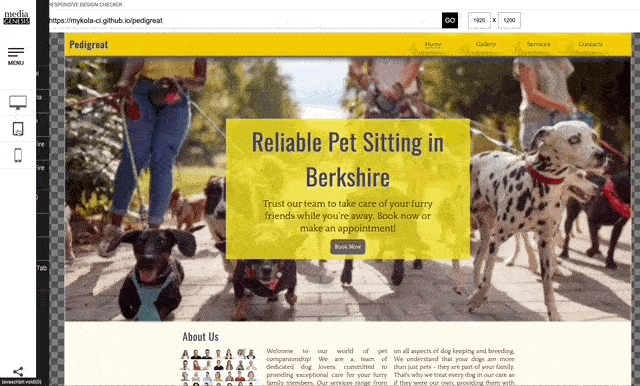 media
GENESIS
RESPONSIVE DESIGN CHECKER
https://mykola-ci.github.io/pedigreat
GO
1920 x 1200
MENU
Pedigreat
Home
Gallery
Services
Contacts
Reliable Pet Sitting in
Berkshire
Trust our team to take care of your furry
friends while you're away. Book now or
make an appointment!
Book Now
Fire
Fire
Tab
About Us
Welcome to our world of pet
companionship! We are a team of
dedicated dog lovers, committed to
providing exceptional care for your furry
family members. Our services range from
on all aspects of dog keeping and breeding.
We understand that your dogs are more
than just pets – they are part of your family.
That's why we treat every dog in our care as
if they were our own, providing them with
javascript:void(0)